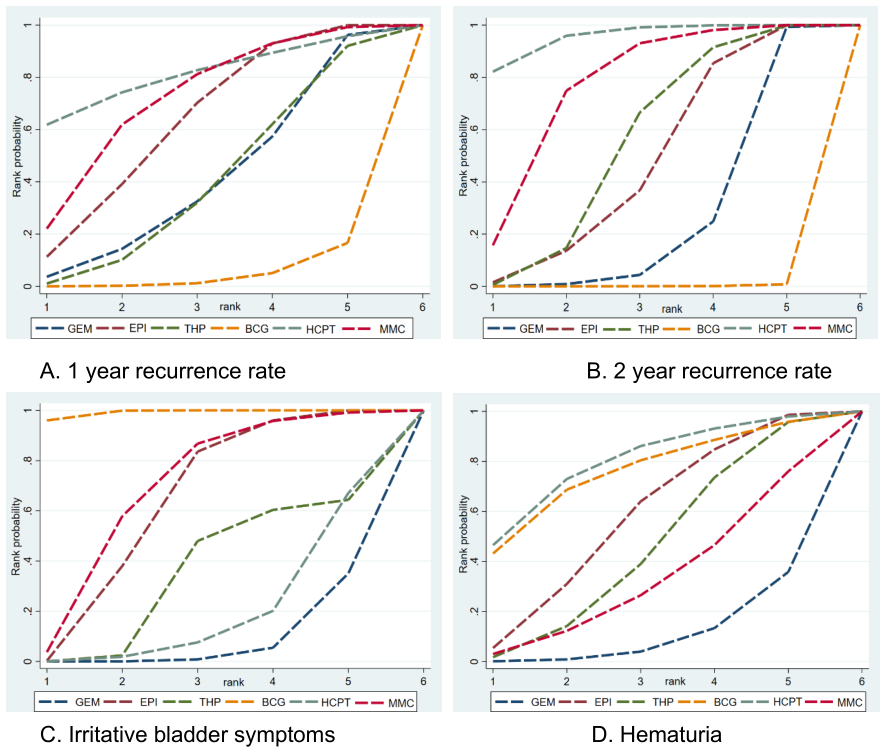 1
.8
.6
.4
.2
0
Rank probability
1 2 3 4 5 6
rank
GEM EPI THP BCG HCPT MMC
A. 1 year recurrence rate
1
.8
.6
.4
.2
0
Rank probability
1 2 3 4 5 6
rank
GEM EPI THP BCG HCPT MMC
B. 2 year recurrence rate
1
.8
.6
.4
.2
0
Rank probability
1 2 3 4 5 6
rank
GEM EPI THP BCG HCPT MMC
C. Irritative bladder symptoms
1
.8
.6
.4
.2
0
Rank probability
1 2 3 4 5 6
rank
GEM EPI THP BCG HCPT MMC
D. Hematuria